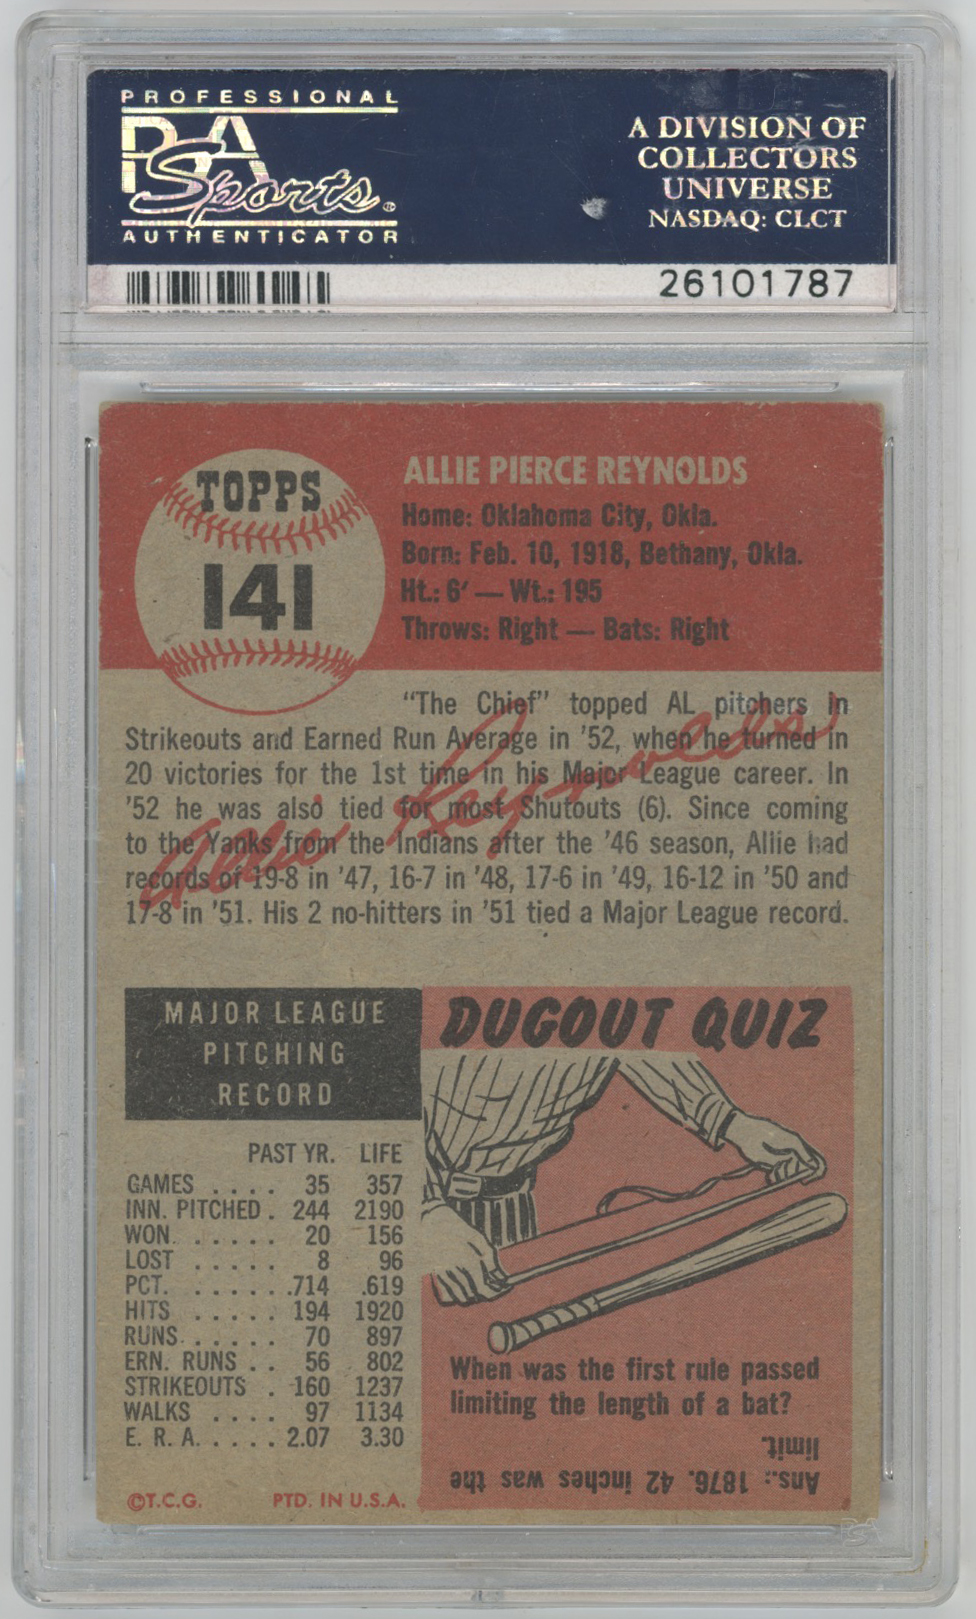 PROFESSIONAL
PSA
Sports
AUTHENTICATOR
A DIVISION OF
COLLECTORS
UNIVERSE
NASDAQ: CLCT
26101787
TOPPS
141
ALLIE PIERCE REYNOLDS
Home: Oklahoma City, Okla.
Born: Feb. 10, 1918, Bethany, Okla.
Ht.: 6′ — Wt.: 195
Throws: Right — Bats: Right
"The Chief" topped AL pitchers in
Strikeouts and Earned Run Average in '52, when he turned in
20 victories for the 1st time in his Major League career. In
'52 he was also tied for most Shutouts (6). Since coming
to the Yanks from the Indians after the '46 season, Allie had
records of 19-8 in '47, 16-7 in '48, 17-6 in '49, 16-12 in '50 and
17-8 in '51. His 2 no-hitters in '51 tied a Major League record.
Allie Reynolds
MAJOR LEAGUE
PITCHING
RECORD
PAST YR. LIFE
GAMES .... 35 357
INN. PITCHED . 244 2190
WON. ..... 20 156
LOST ..... 8 96
PCT. ......714 .619
HITS ..... 194 1920
RUNS. .... 70 897
ERN. RUNS .. 56 802
STRIKEOUTS . 160 1237
WALKS .... 97 1134
E. R. A. .... 2.07 3.30
©T.C.G. PTD. IN U.S.A.
DUGOUT QUIZ
When was the first rule passed
limiting the length of a bat?
Ans.: 1876. 42 inches was the
limit.
PSA